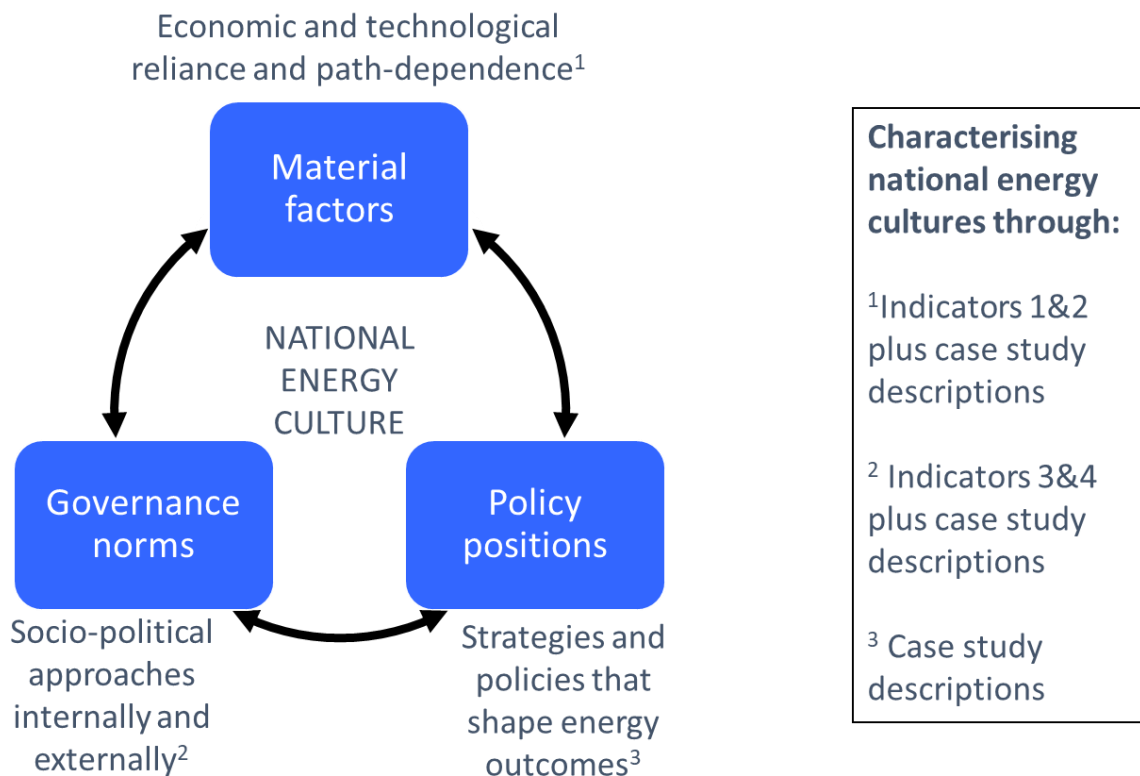 Economic and technological
reliance and path-dependence¹
Material
factors
NATIONAL
ENERGY
CULTURE
Governance
norms
Policy
positions
Socio-political
approaches
internally and
externally²
Strategies and
policies that
shape energy
outcomes³
Characterising
national energy
cultures through:
¹Indicators 1&2
plus case study
descriptions
² Indicators 3&4
plus case study
descriptions
³ Case study
descriptions